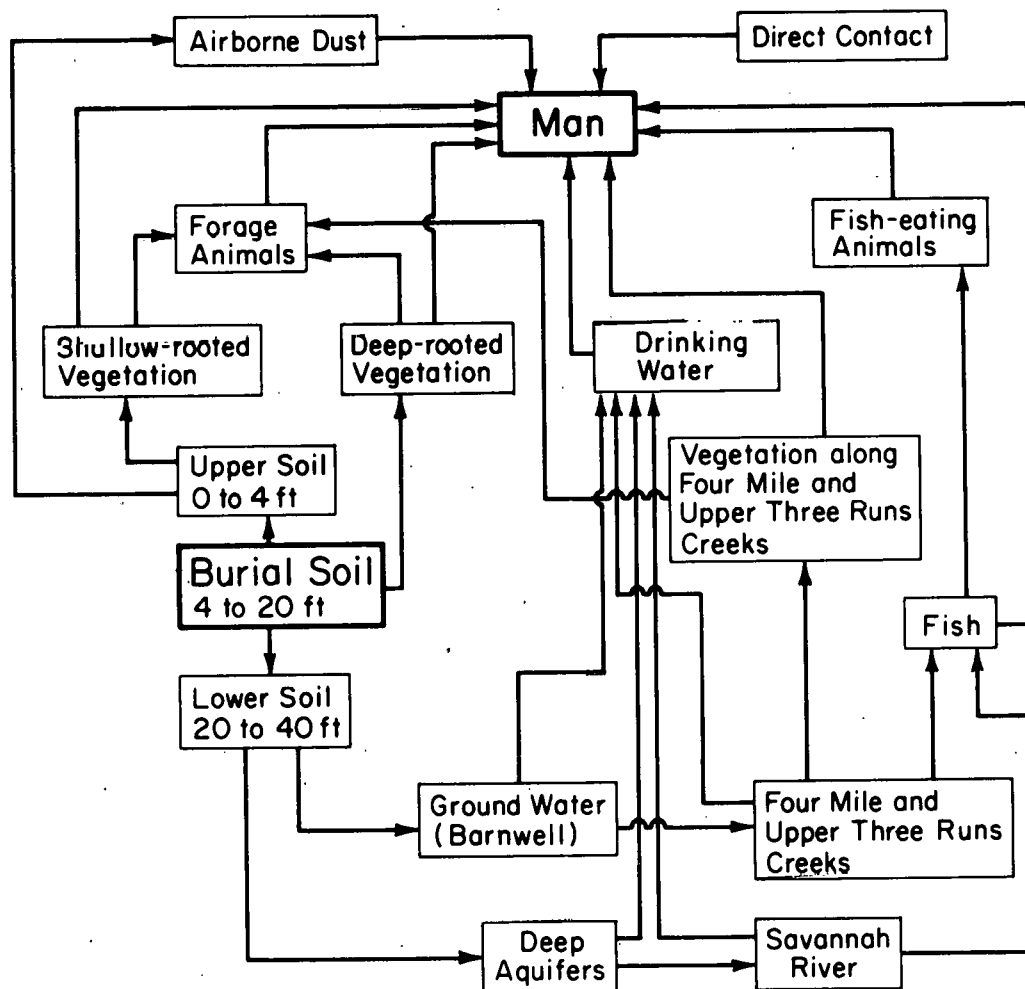 Airborne Dust
Direct Contact
Man
Forage
Animals
Fish-eating
Animals
Shallow-rooted
Vegetation
Deep-rooted
Vegetation
Drinking
Water
Upper Soil
0 to 4 ft
Vegetation along
Four Mile and
Upper Three Runs
Creeks
Burial Soil
4 to 20 ft
Fish
Lower Soil
20 to 40 ft
Ground Water
(Barnwell)
Four Mile and
Upper Three Runs
Creeks
Deep
Aquifers
Savannah
River